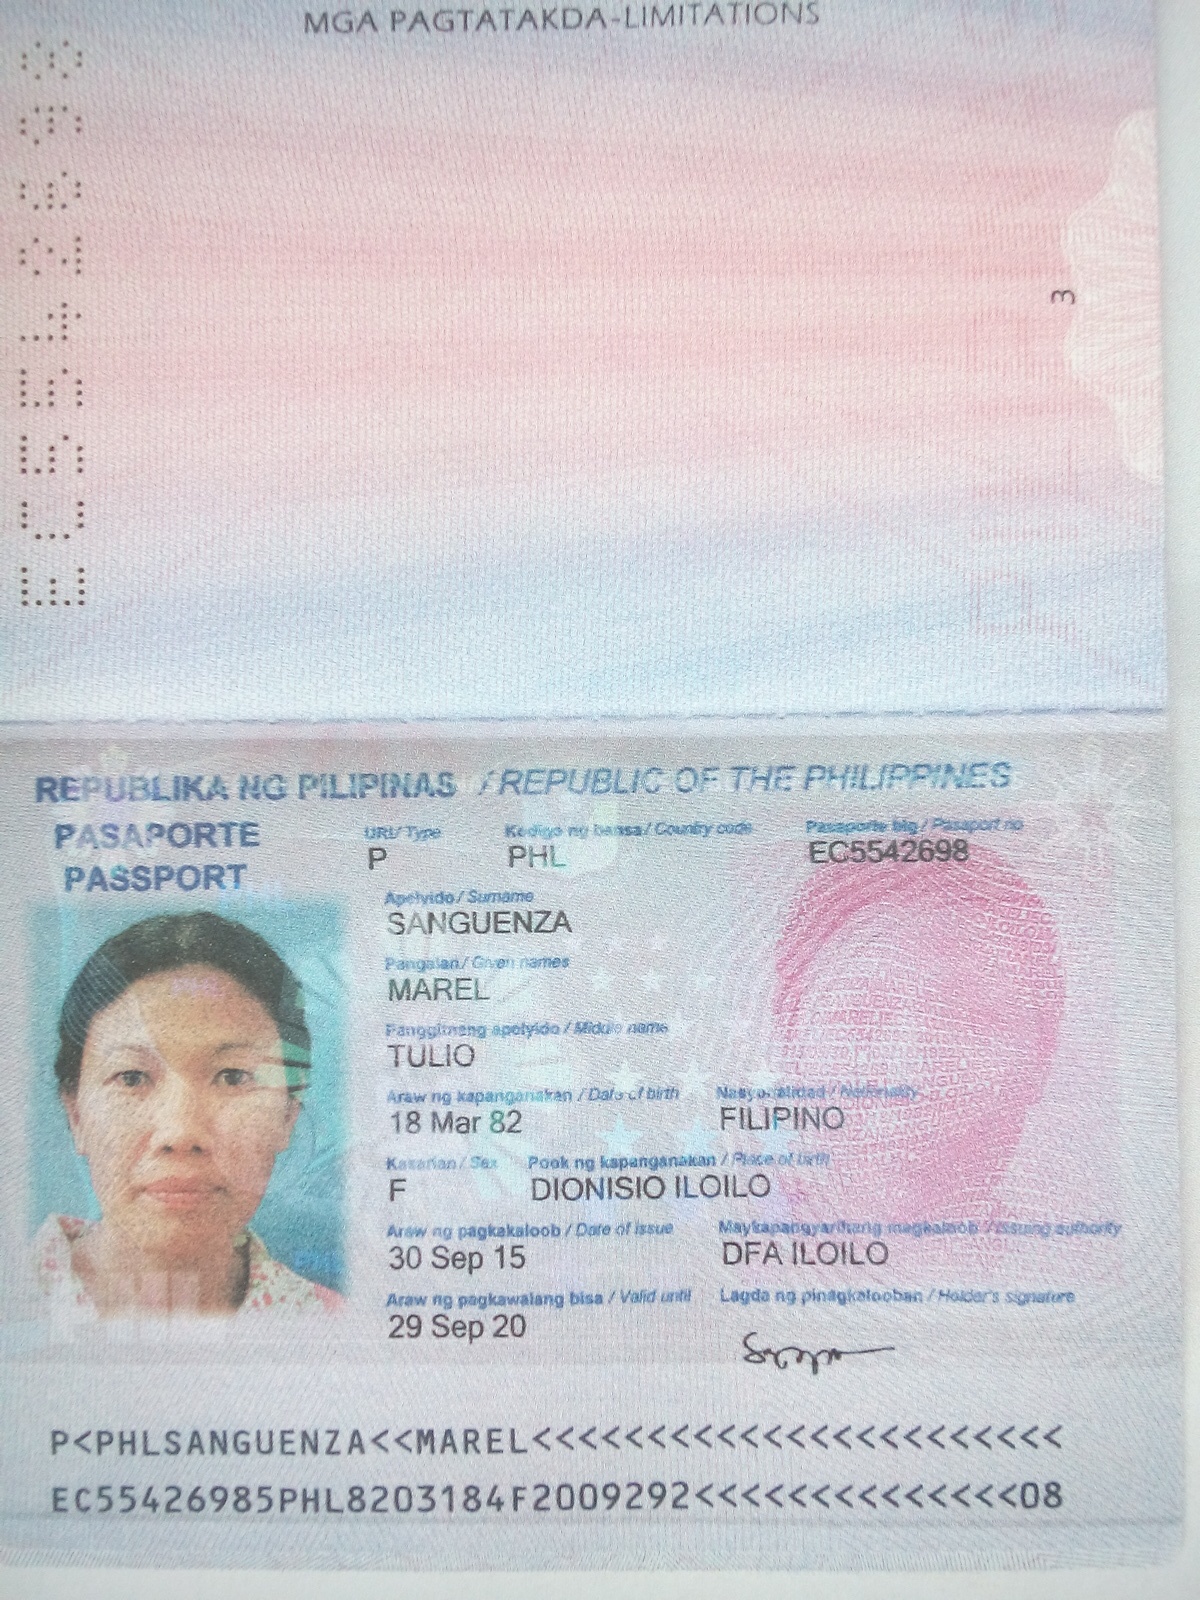 MGA PAGTATAKDA-LIMITATIONS
3
EC5542698
REPUBLIKA NG PILIPINAS / REPUBLIC OF THE PHILIPPINES
PASAPORTE
PASSPORT
URI/ Type
Kodigo ng bansa / Country code
Pasaporte blg / Passport no
P
PHL
EC5542698
Apelyido / Surname
SANGUENZA
Pangalan / Given names
MAREL
Panggitnang apelyido / Middle name
TULIO
Araw ng kapanganakan / Date of birth
Nasyonalidad / Nationality
18 Mar 82
FILIPINO
Kasarian / Sex
Pook ng kapanganakan / Place of birth
F
DIONISIO ILOILO
Araw ng pagkakaloob / Date of issue
Maykapangyarihang magkaloob / Issuing authority
30 Sep 15
DFA ILOILO
Araw ng pagkawalang bisa / Valid until
Lagda ng pinagkalooban / Holder's signature
29 Sep 20
P<PHLSANGUENZA<<MAREL<<<<<<<<<<<<<<<<<<<<<<<
EC55426985PHL8203184F2009292<<<<<<<<<<<<<<08